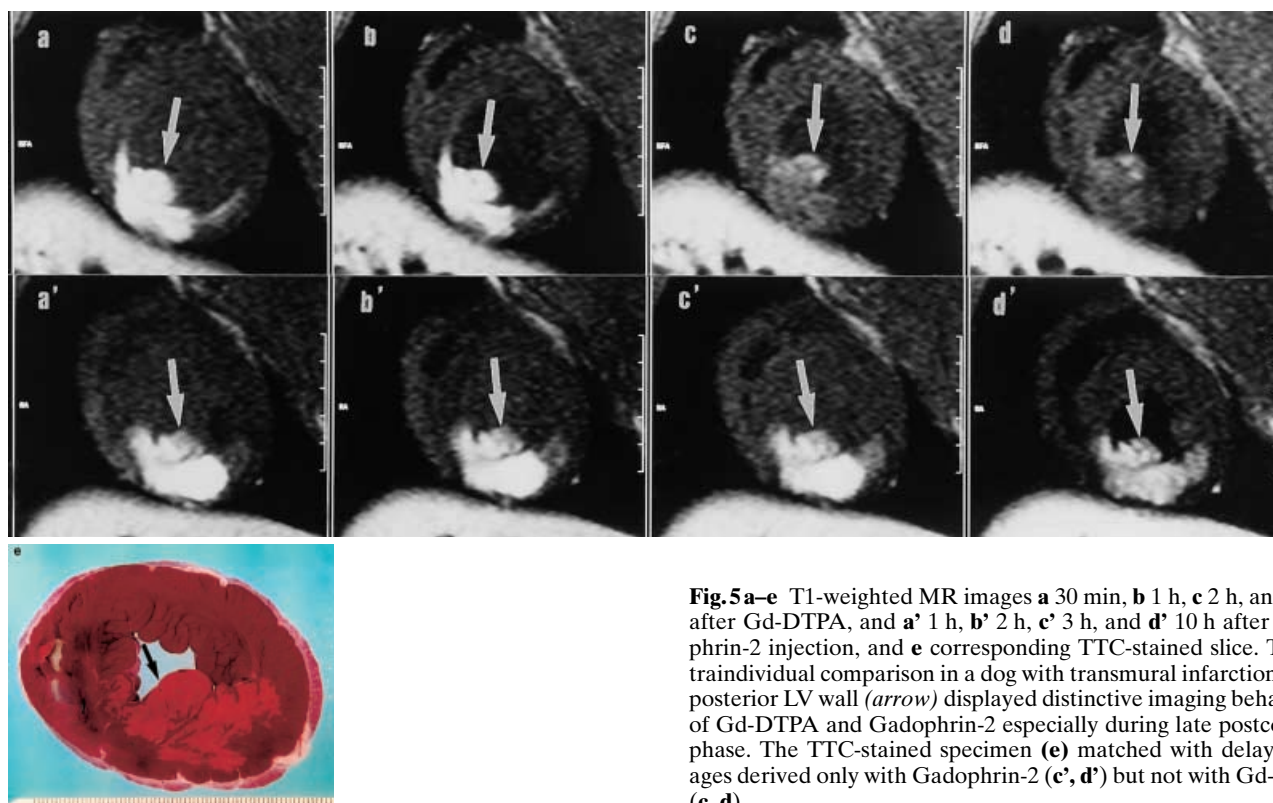 a b c d
a' b' c' d'
e
Fig. 5 a–e T1-weighted MR images a 30 min, b 1 h, c 2 h, an
after Gd-DTPA, and a’ 1 h, b’ 2 h, c’ 3 h, and d’ 10 h after
phrin-2 injection, and e corresponding TTC-stained slice. T
traindividual comparison in a dog with transmural infarction
posterior LV wall (arrow) displayed distinctive imaging beha
of Gd-DTPA and Gadophrin-2 especially during late postco
phase. The TTC-stained specimen (e) matched with delay
ages derived only with Gadophrin-2 (c’, d’) but not with Gd-
(c, d)